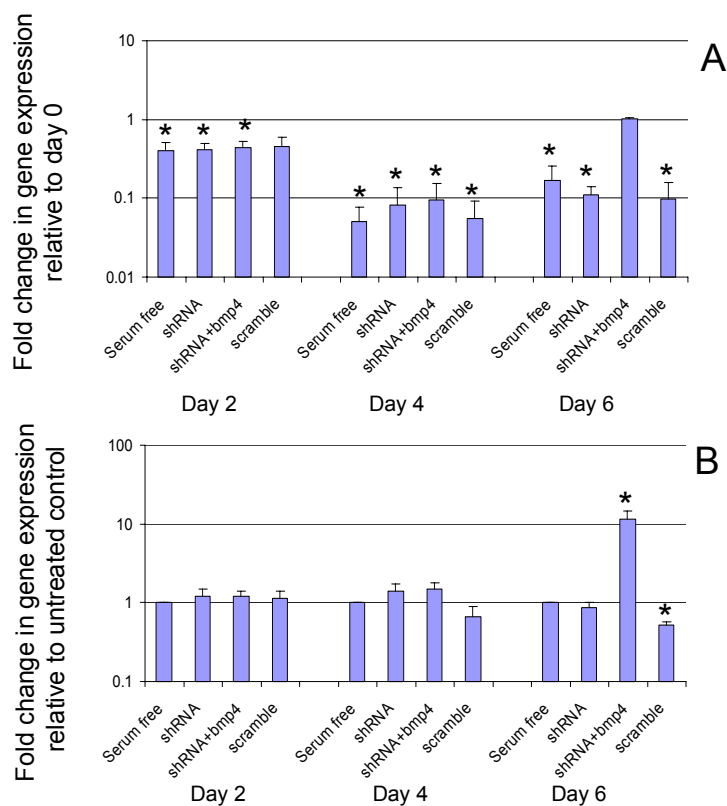 A
Fold change in gene expression
relative to day 0
10
1
0.1
0.01
* * * * * * * * * *
Serum free
shRNA
shRNA+bmp4
scramble
Serum free
shRNA
shRNA+bmp4
scramble
Serum free
shRNA
shRNA+bmp4
scramble
Day 2
Day 4
Day 6
B
Fold change in gene expression
relative to untreated control
100
10
1
0.1
* *
Serum free
shRNA
shRNA+bmp4
scramble
Serum free
shRNA
shRNA+bmp4
scramble
Serum free
shRNA
shRNA+bmp4
scramble
Day 2
Day 4
Day 6